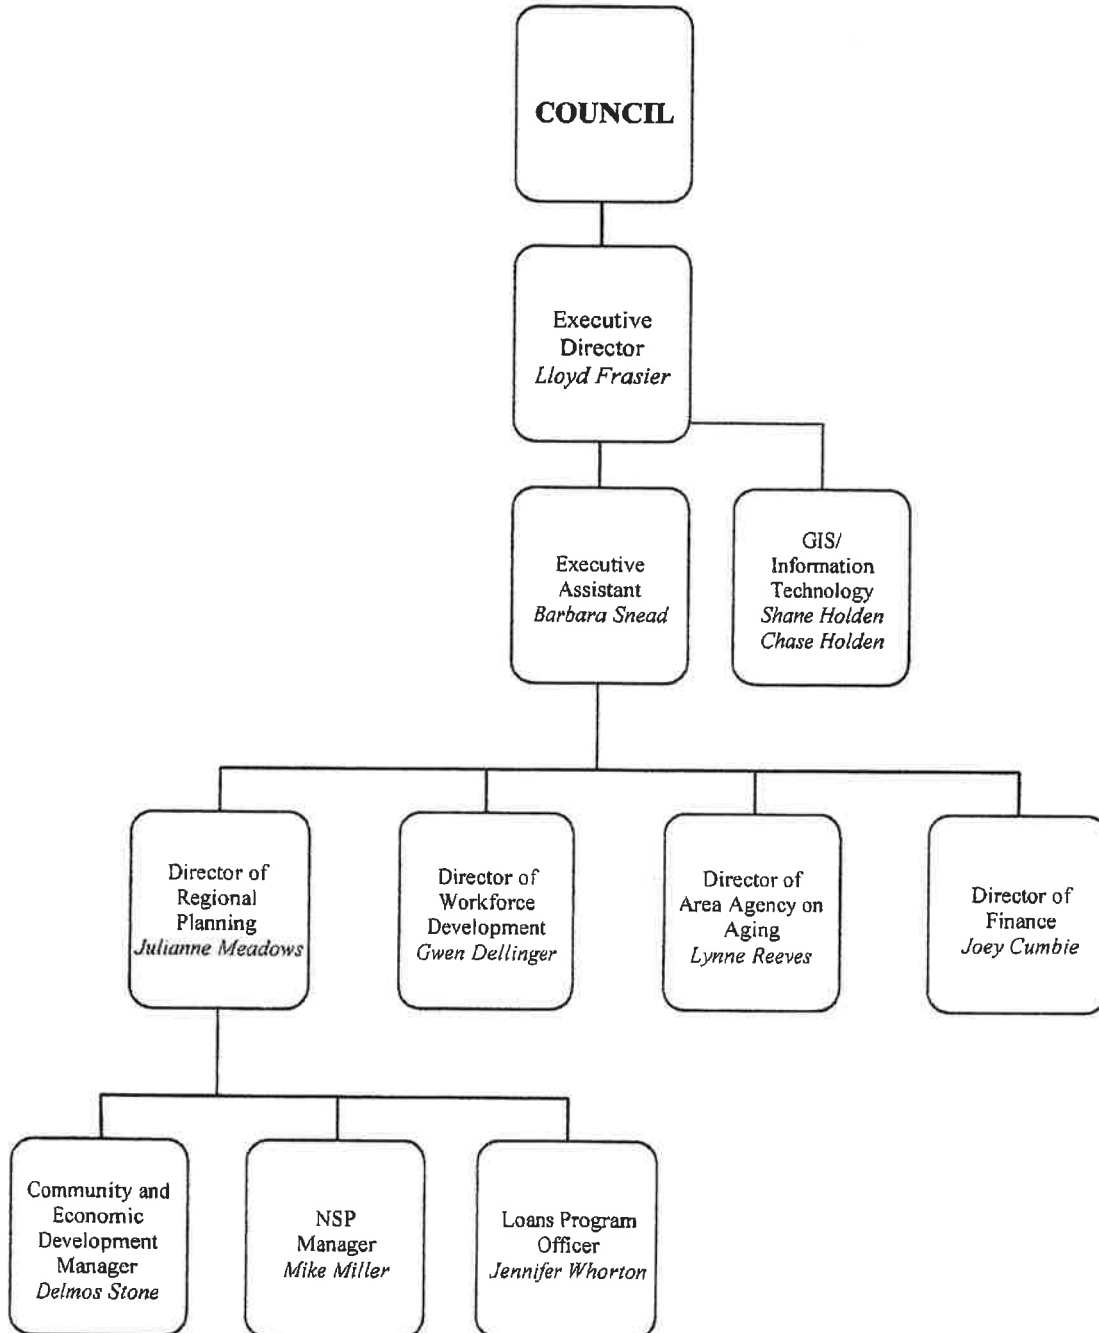 COUNCIL
Executive
Director
Lloyd Frasier
Executive
Assistant
Barbara Snead
GIS/
Information
Technology
Shane Holden
Chase Holden
Director of
Regional
Planning
Julianne Meadows
Director of
Workforce
Development
Gwen Dellinger
Director of
Area Agency on
Aging
Lynne Reeves
Director of
Finance
Joey Cumbie
Community and
Economic
Development
Manager
Delmos Stone
NSP
Manager
Mike Miller
Loans Program
Officer
Jennifer Whorton